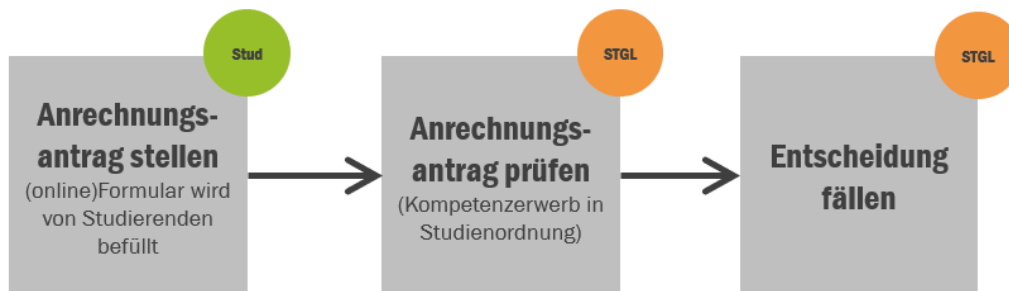 Stud
Anrechnungs-
antrag stellen
(online)Formular wird
von Studierenden
befüllt
STGL
Anrechnungs-
antrag prüfen
(Kompetenzerwerb in
Studienordnung)
STGL
Entscheidung
fällen